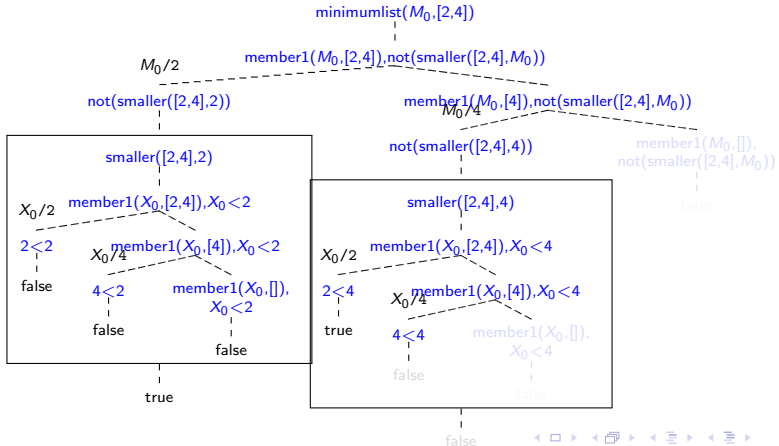 minimumlist(M₀,[2,4])
member1(M₀,[2,4]),not(smaller([2,4],M₀))
M₀/2
not(smaller([2,4],2))
member1(M₀,[4]),not(smaller([2,4],M₀))
M₀/4
not(smaller([2,4],4))
member1(M₀,[]),
not(smaller([2,4],M₀))
false
smaller([2,4],2)
member1(X₀,[2,4]),X₀<2
X₀/2
2<2
false
member1(X₀,[4]),X₀<2
X₀/4
4<2
false
member1(X₀,[]),
X₀<2
false
true
smaller([2,4],4)
member1(X₀,[2,4]),X₀<4
X₀/2
2<4
true
member1(X₀,[4]),X₀<4
X₀/4
4<4
false
member1(X₀,[]),
X₀<4
false
false